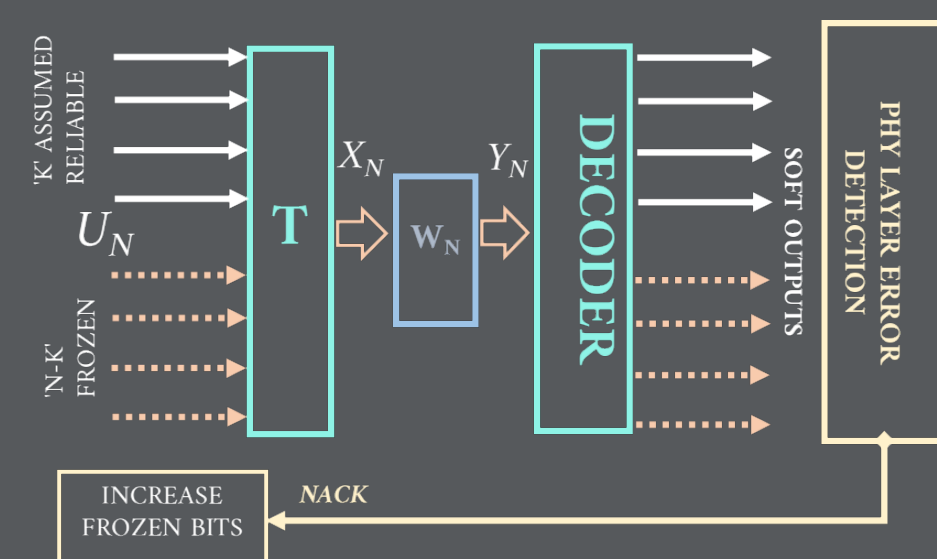 'K' ASSUMED
RELIABLE
U_N
'N-K'
FROZEN
T
X_N
W_N
Y_N
DECODER
SOFT OUTPUTS
PHY LAYER ERROR
DETECTION
NACK
INCREASE
FROZEN BITS